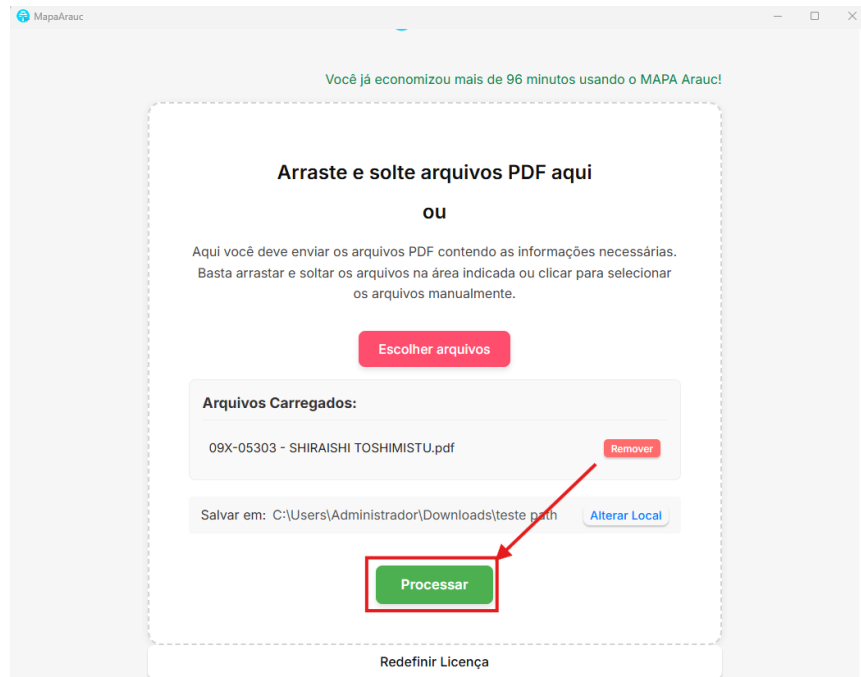 MapaArauc
Você já economizou mais de 96 minutos usando o MAPA Arauc!
Arraste e solte arquivos PDF aqui
ou
Aqui você deve enviar os arquivos PDF contendo as informações necessárias.
Basta arrastar e soltar os arquivos na área indicada ou clicar para selecionar
os arquivos manualmente.
Escolher arquivos
Arquivos Carregados:
09X-05303 - SHIRAISHI TOSHIMISTU.pdf
Remover
Salvar em: C:\Users\Administrador\Downloads\teste path
Alterar Local
Processar
Redefinir Licença